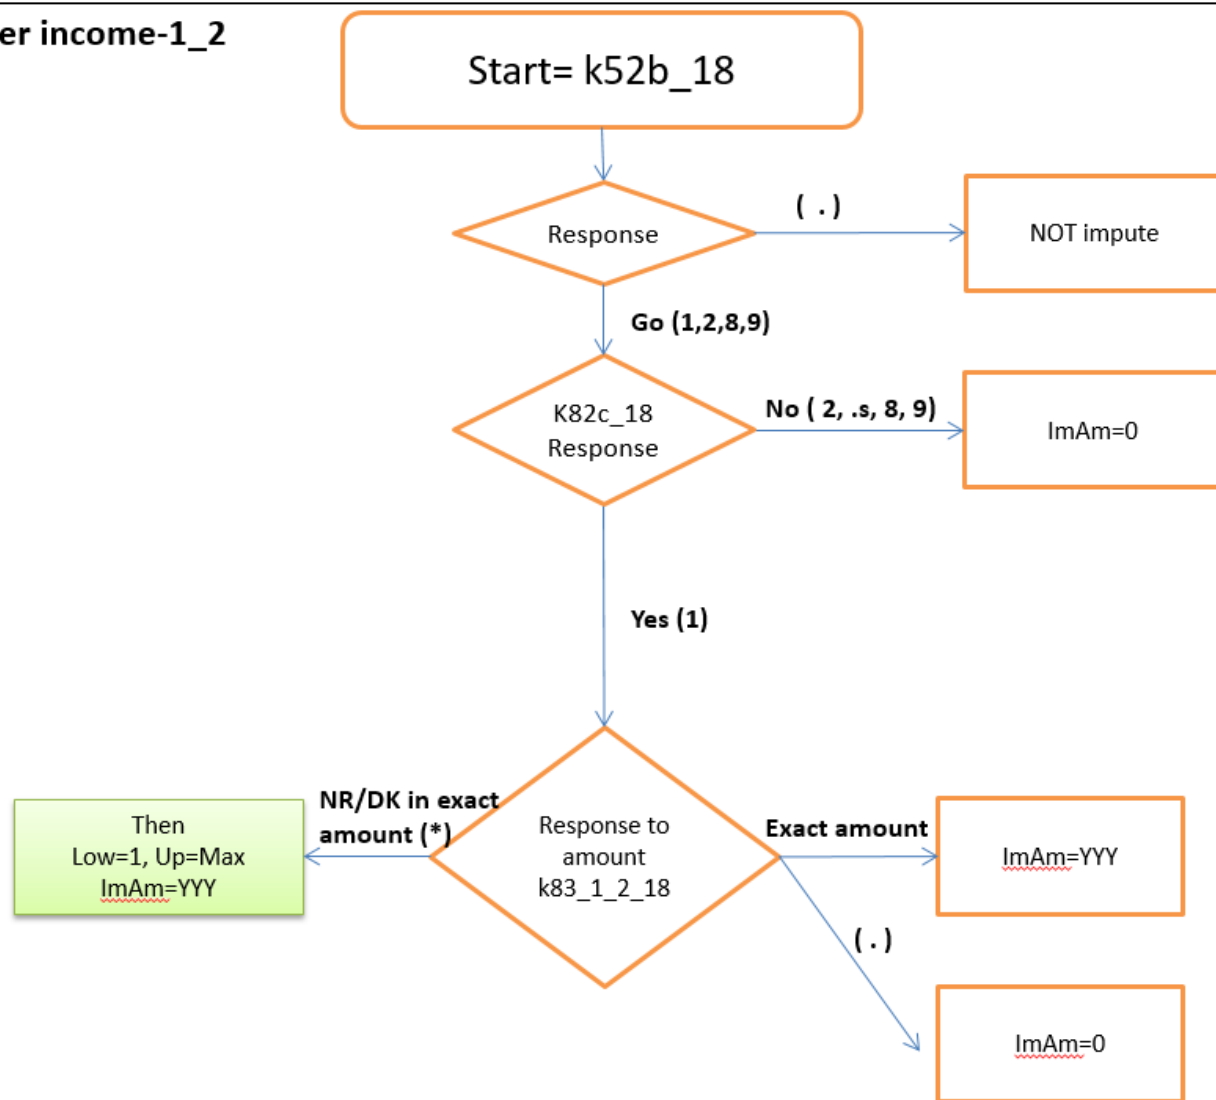 er income-1_2
Start= k52b_18
Response
( . )
NOT impute
Go (1,2,8,9)
K82c_18
Response
No ( 2, .s, 8, 9)
ImAm=0
Yes (1)
NR/DK in exact
amount (*)
Then
Low=1, Up=Max
ImAm=YYY
Response to
amount
k83_1_2_18
Exact amount
ImAm=YYY
( . )
ImAm=0